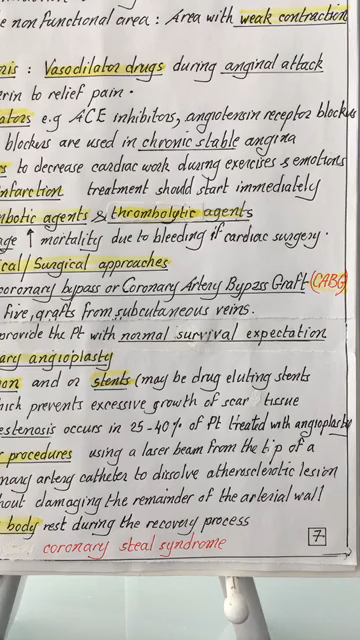 e non functional area: Area with weak contraction
is: Vasodilator drugs during anginal attack
erin to relief pain.
ators e.g ACE inhibitors, angiotensin receptor blockers
blockers are used in chronic stable angina
rs to decrease cardiac work during exercises & emotions
nfarction treatment should start immediately
mbotic agents & thrombolytic agents
age ↑ mortality due to bleeding if cardiac surgery.
ical/Surgical approaches
coronary bypass or Coronary Artery Bypass Graft (CABG)
five, grafts from subcutaneous veins.
provide the Pt with normal survival expectation
ary angioplasty
on and or stents (may be drug eluting stents
hich prevents excessive growth of scar tissue
estenosis occurs in 25-40% of Pt treated with angioplasty
r procedures using a laser beam from the tip of a
nary artery catheter to dissolve atherosclerotic lesion
hout damaging the remainder of the arterial wall
body rest during the recovery process
coronary steal syndrome
7